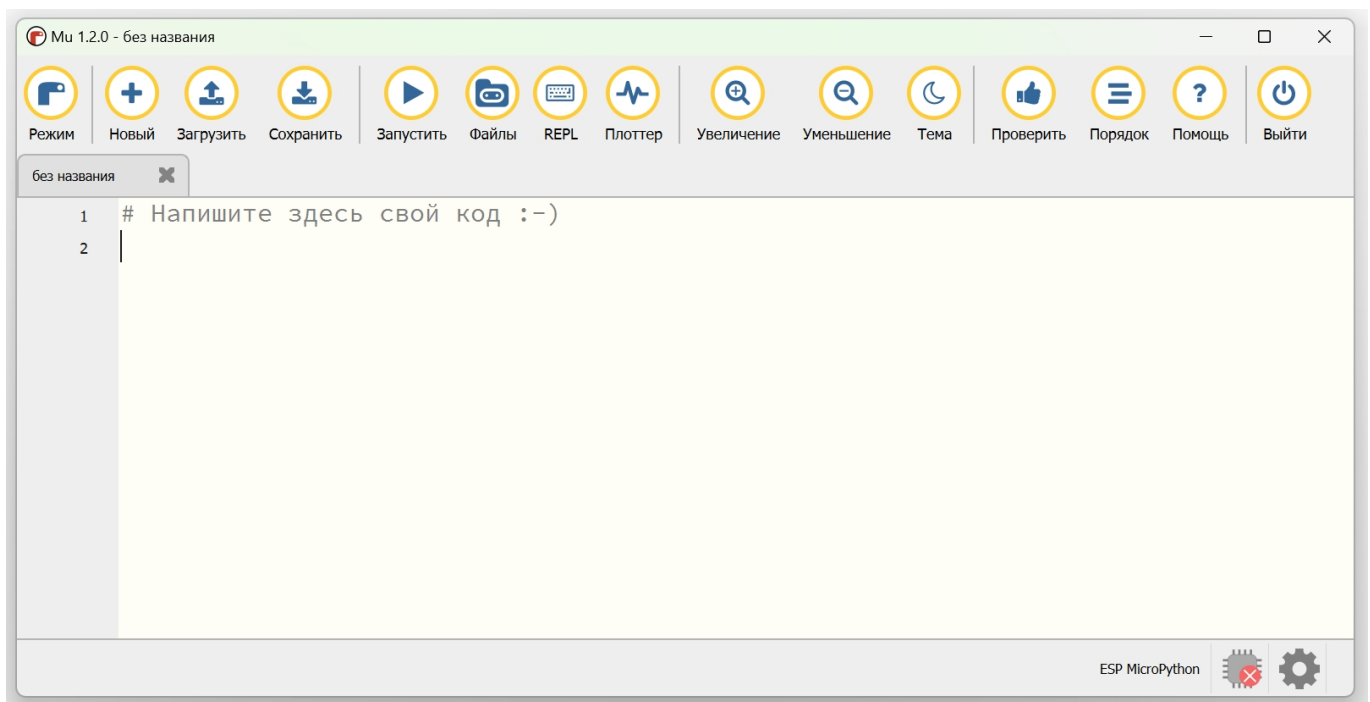 Mu 1.2.0 - без названия
Режим Новый Загрузить Сохранить Запустить Файлы REPL Плоттер Увеличение Уменьшение Тема Проверить Порядок Помощь Выйти
без названия
1 # Напишите здесь свой код :-)
2
ESP MicroPython